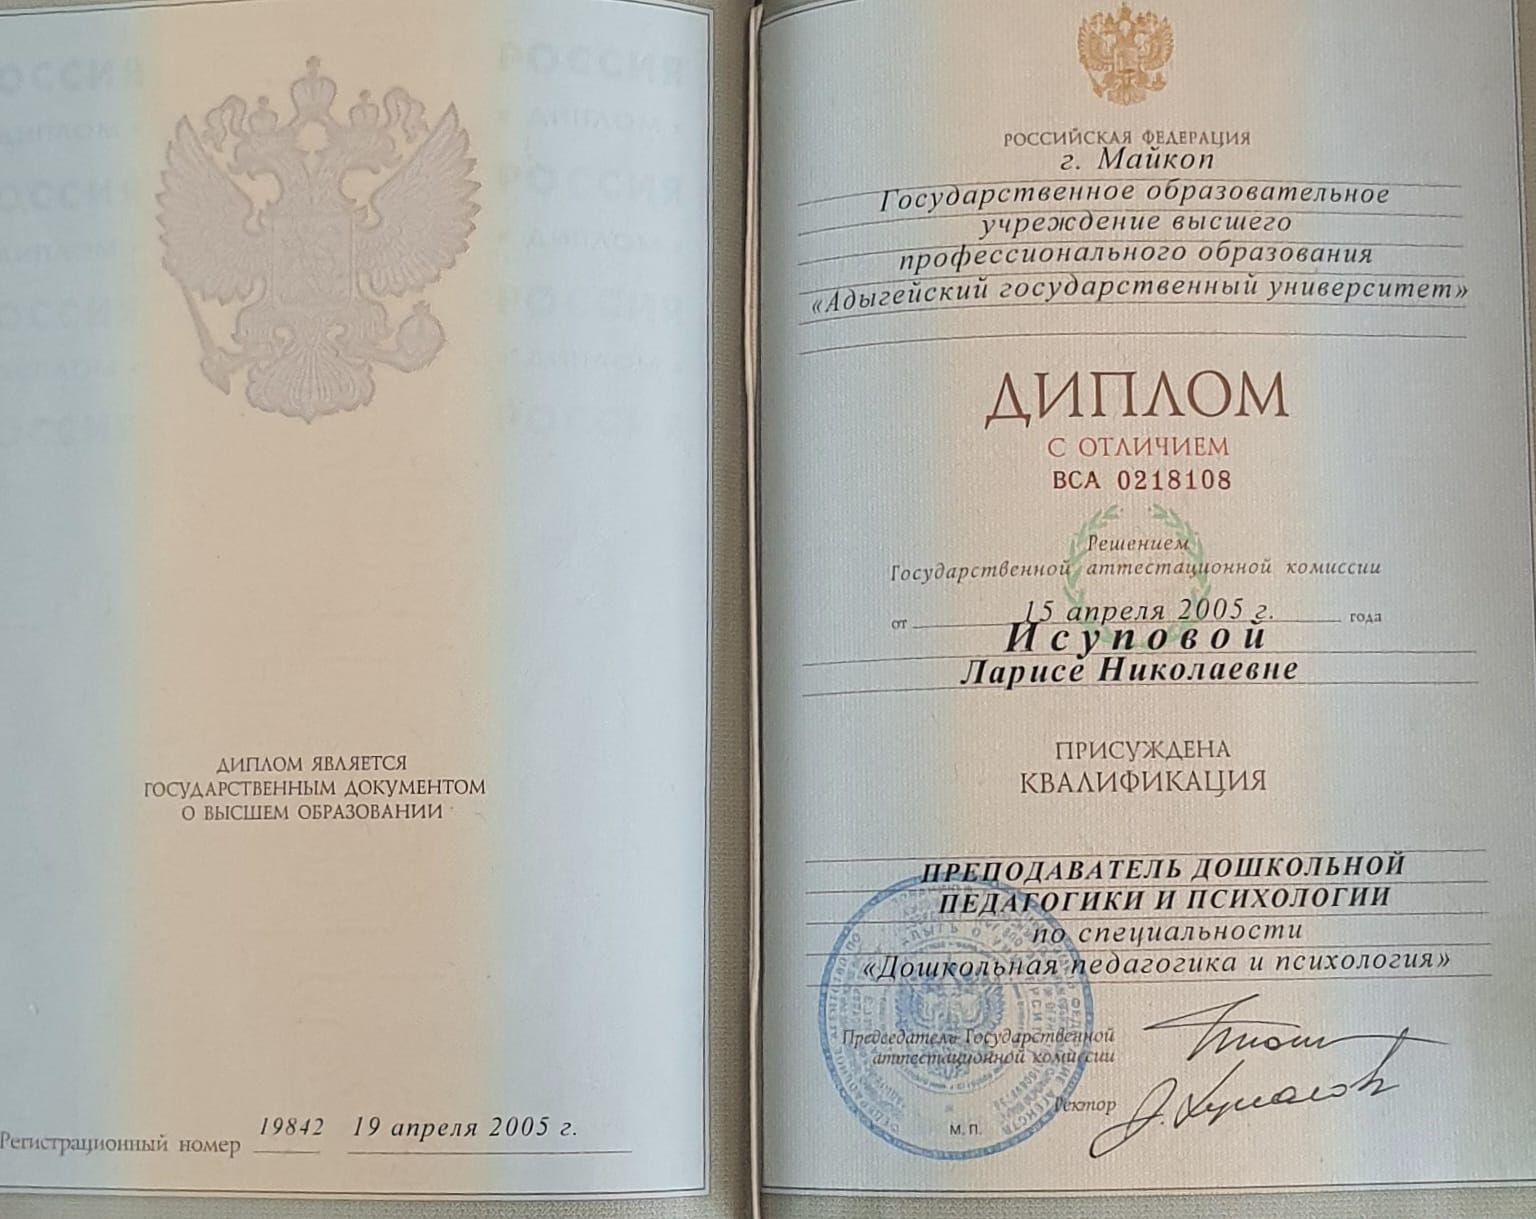 ДИПЛОМ ЯВЛЯЕТСЯ
ГОСУДАРСТВЕННЫМ ДОКУМЕНТОМ
О ВЫСШЕМ ОБРАЗОВАНИИ
Регистрационный номер 19842 19 апреля 2005 г.
РОССИЙСКАЯ ФЕДЕРАЦИЯ
г. Майкоп
Государственное образовательное
учреждение высшего
профессионального образования
«Адыгейский государственный университет»
ДИПЛОМ
С ОТЛИЧИЕМ
ВСА 0218108
Решением
Государственной аттестационной комиссии
от 15 апреля 2005 г. года
Исуповой
Ларисе Николаевне
ПРИСУЖДЕНА
КВАЛИФИКАЦИЯ
ПРЕПОДАВАТЕЛЬ ДОШКОЛЬНОЙ
ПЕДАГОГИКИ И ПСИХОЛОГИИ
по специальности
«Дошкольная педагогика и психология»
Председатель Государственной
аттестационной комиссии
Ректор
М.П.